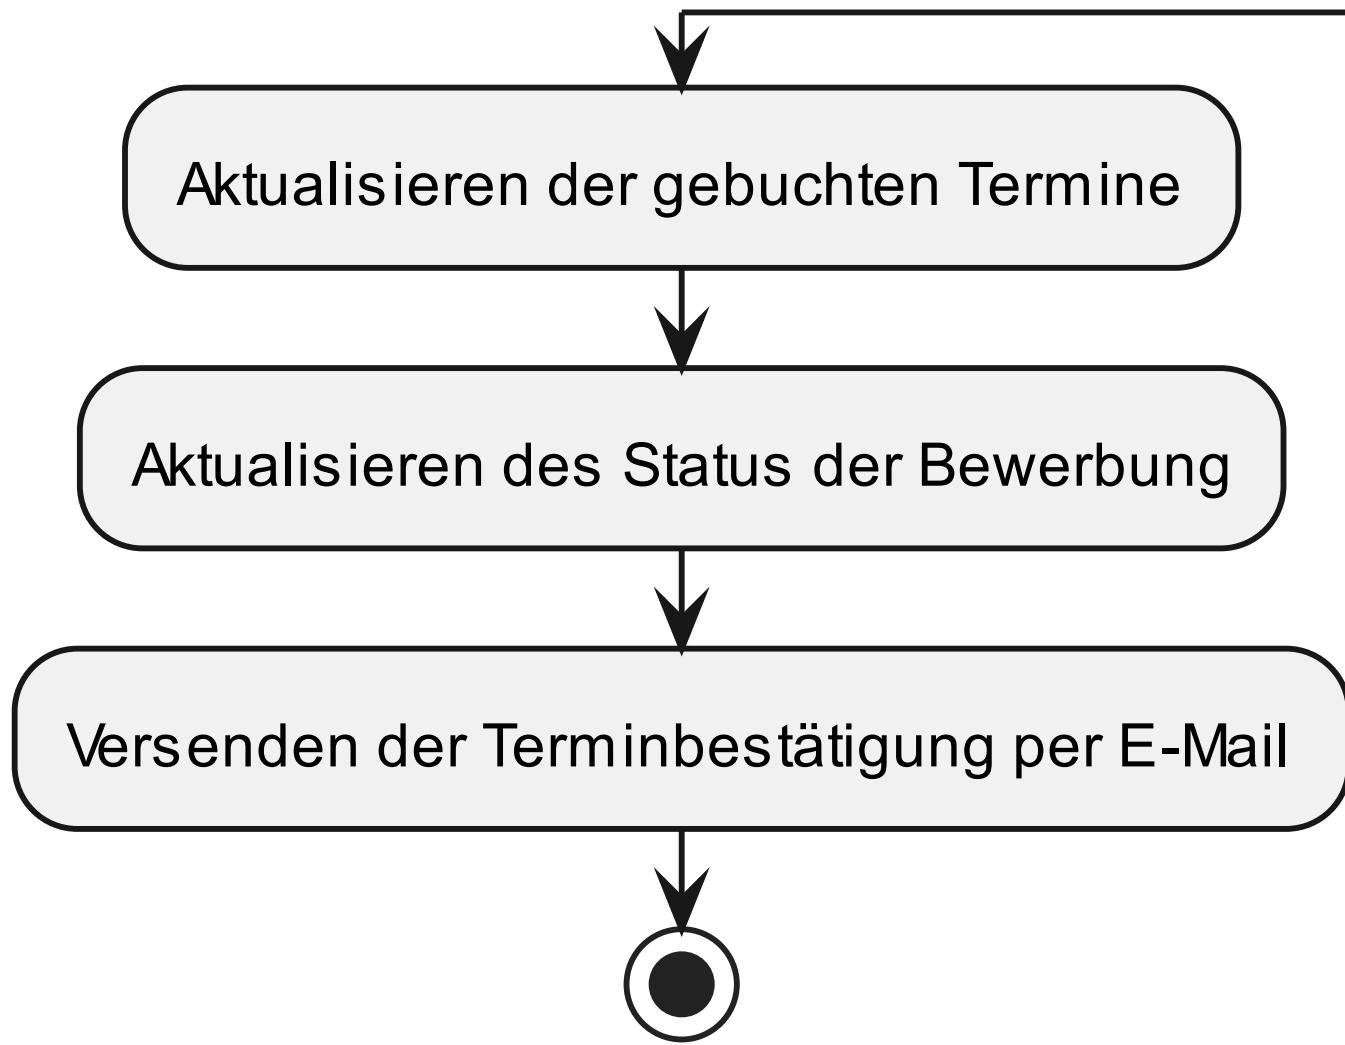 Aktualisieren der gebuchten Termine
Aktualisieren des Status der Bewerbung
Versenden der Terminbestätigung per E-Mail